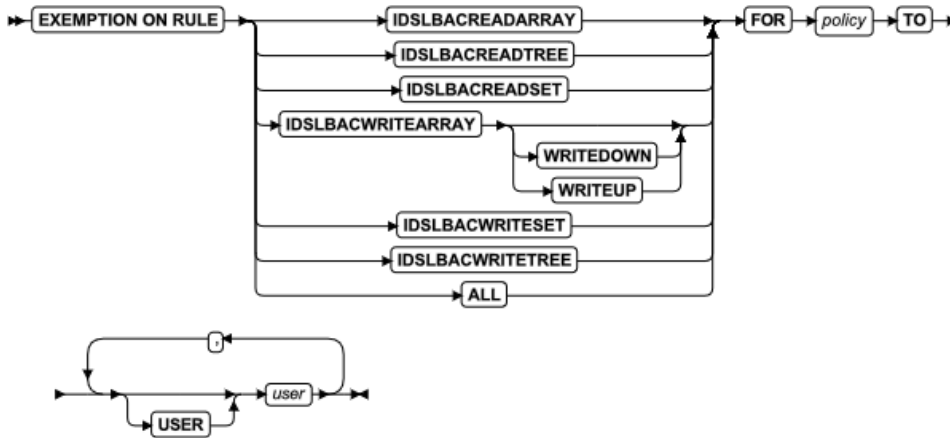 EXEMPTION ON RULE IDSLBACREADARRAY FOR policy TO
IDSLBACREADTREE
IDSLBACREADSET
IDSLBACWRITEARRAY
WRITEDOWN
WRITEUP
IDSLBACWRITESET
IDSLBACWRITETREE
ALL
,
user
USER